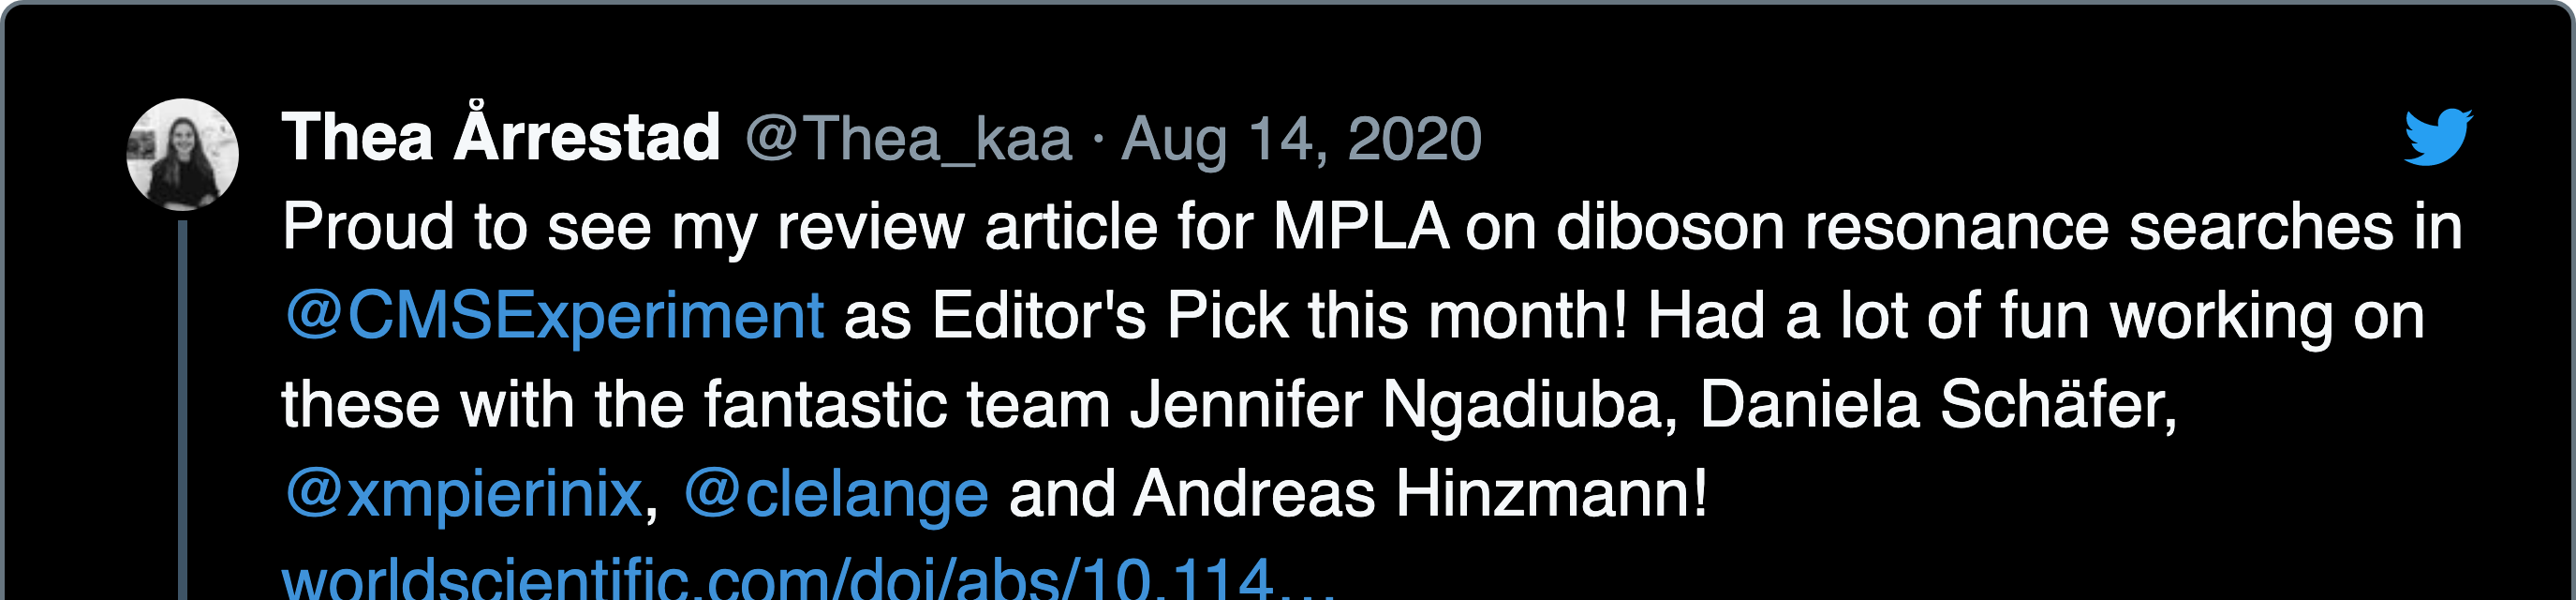 Thea Årrestad @Thea_kaa · Aug 14, 2020
Proud to see my review article for MPLA on diboson resonance searches in
@CMSExperiment as Editor's Pick this month! Had a lot of fun working on
these with the fantastic team Jennifer Ngadiuba, Daniela Schäfer,
@xmpierinix, @clelange and Andreas Hinzmann!
worldscientific.com/doi/abs/10.114...